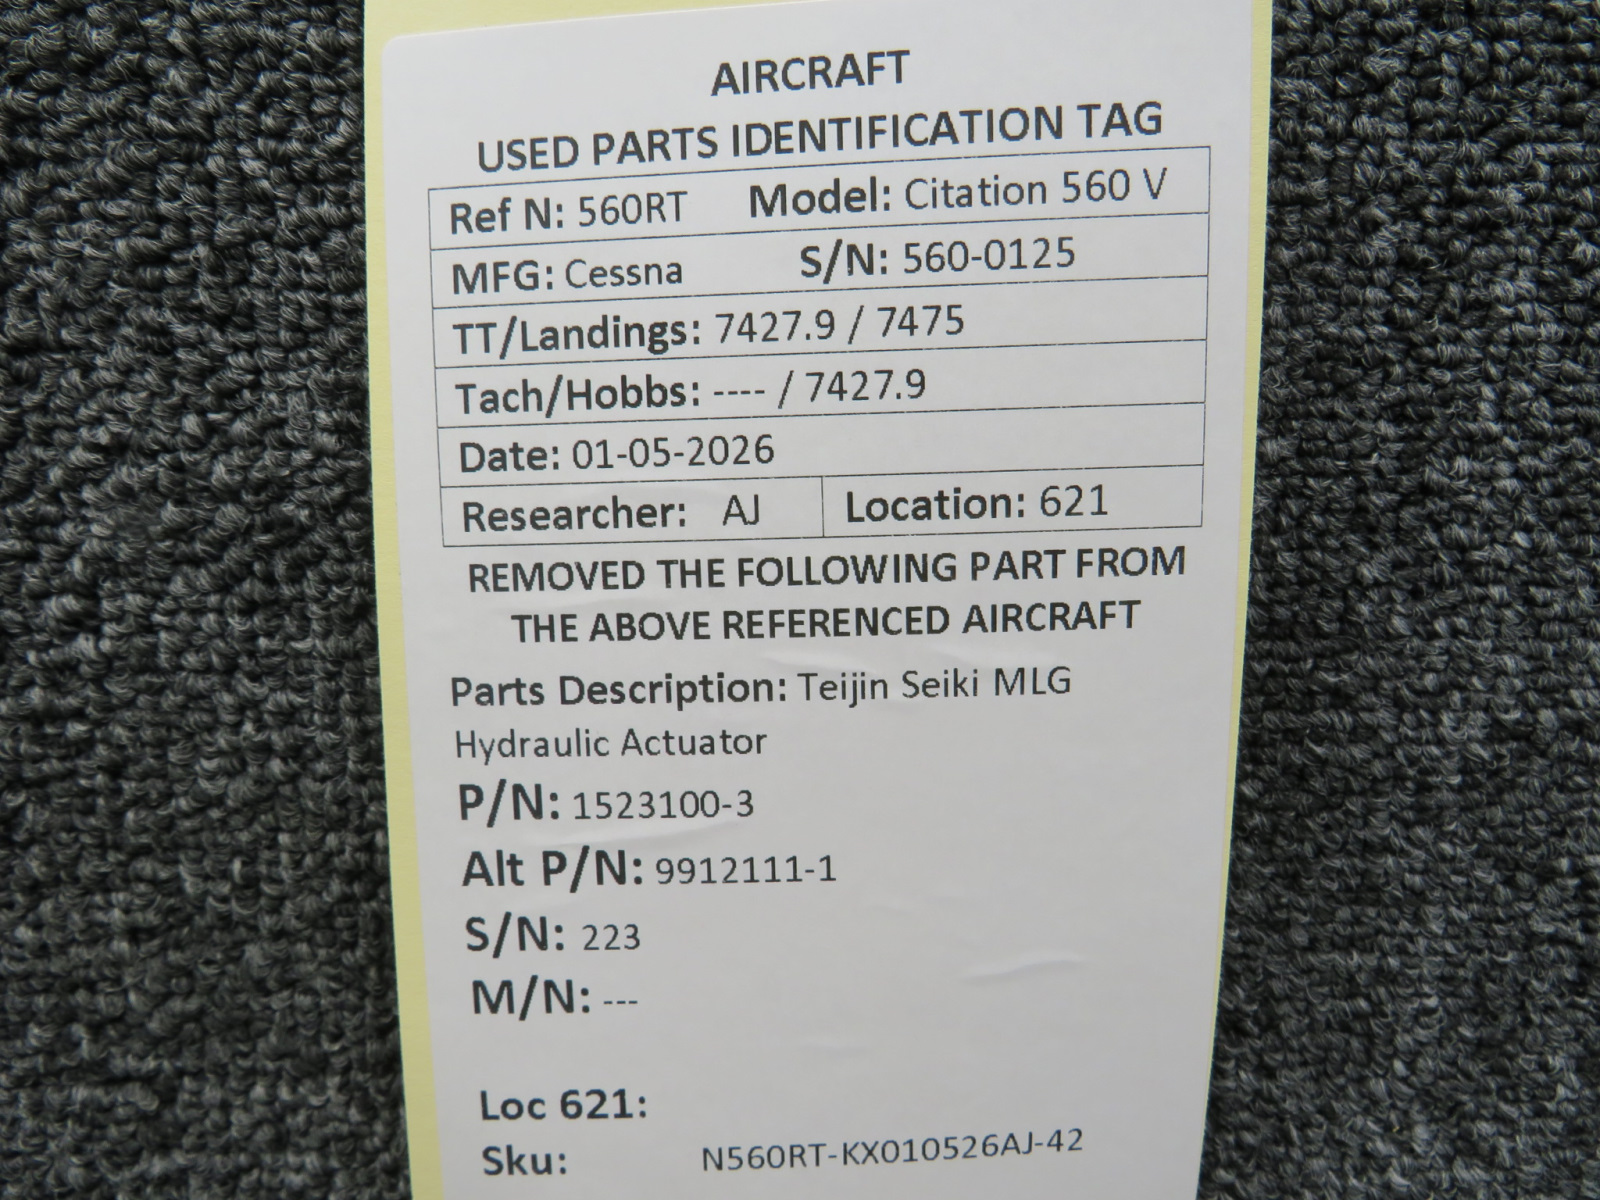 AIRCRAFT
USED PARTS IDENTIFICATION TAG
Ref N: 560RT Model: Citation 560 V
MFG: Cessna S/N: 560-0125
TT/Landings: 7427.9 / 7475
Tach/Hobbs: ---- / 7427.9
Date: 01-05-2026
Researcher: AJ Location: 621
REMOVED THE FOLLOWING PART FROM
THE ABOVE REFERENCED AIRCRAFT
Parts Description: Teijin Seiki MLG
Hydraulic Actuator
P/N: 1523100-3
Alt P/N: 9912111-1
S/N: 223
M/N: ---
Loc 621:
Sku: N560RT-KX010526AJ-42